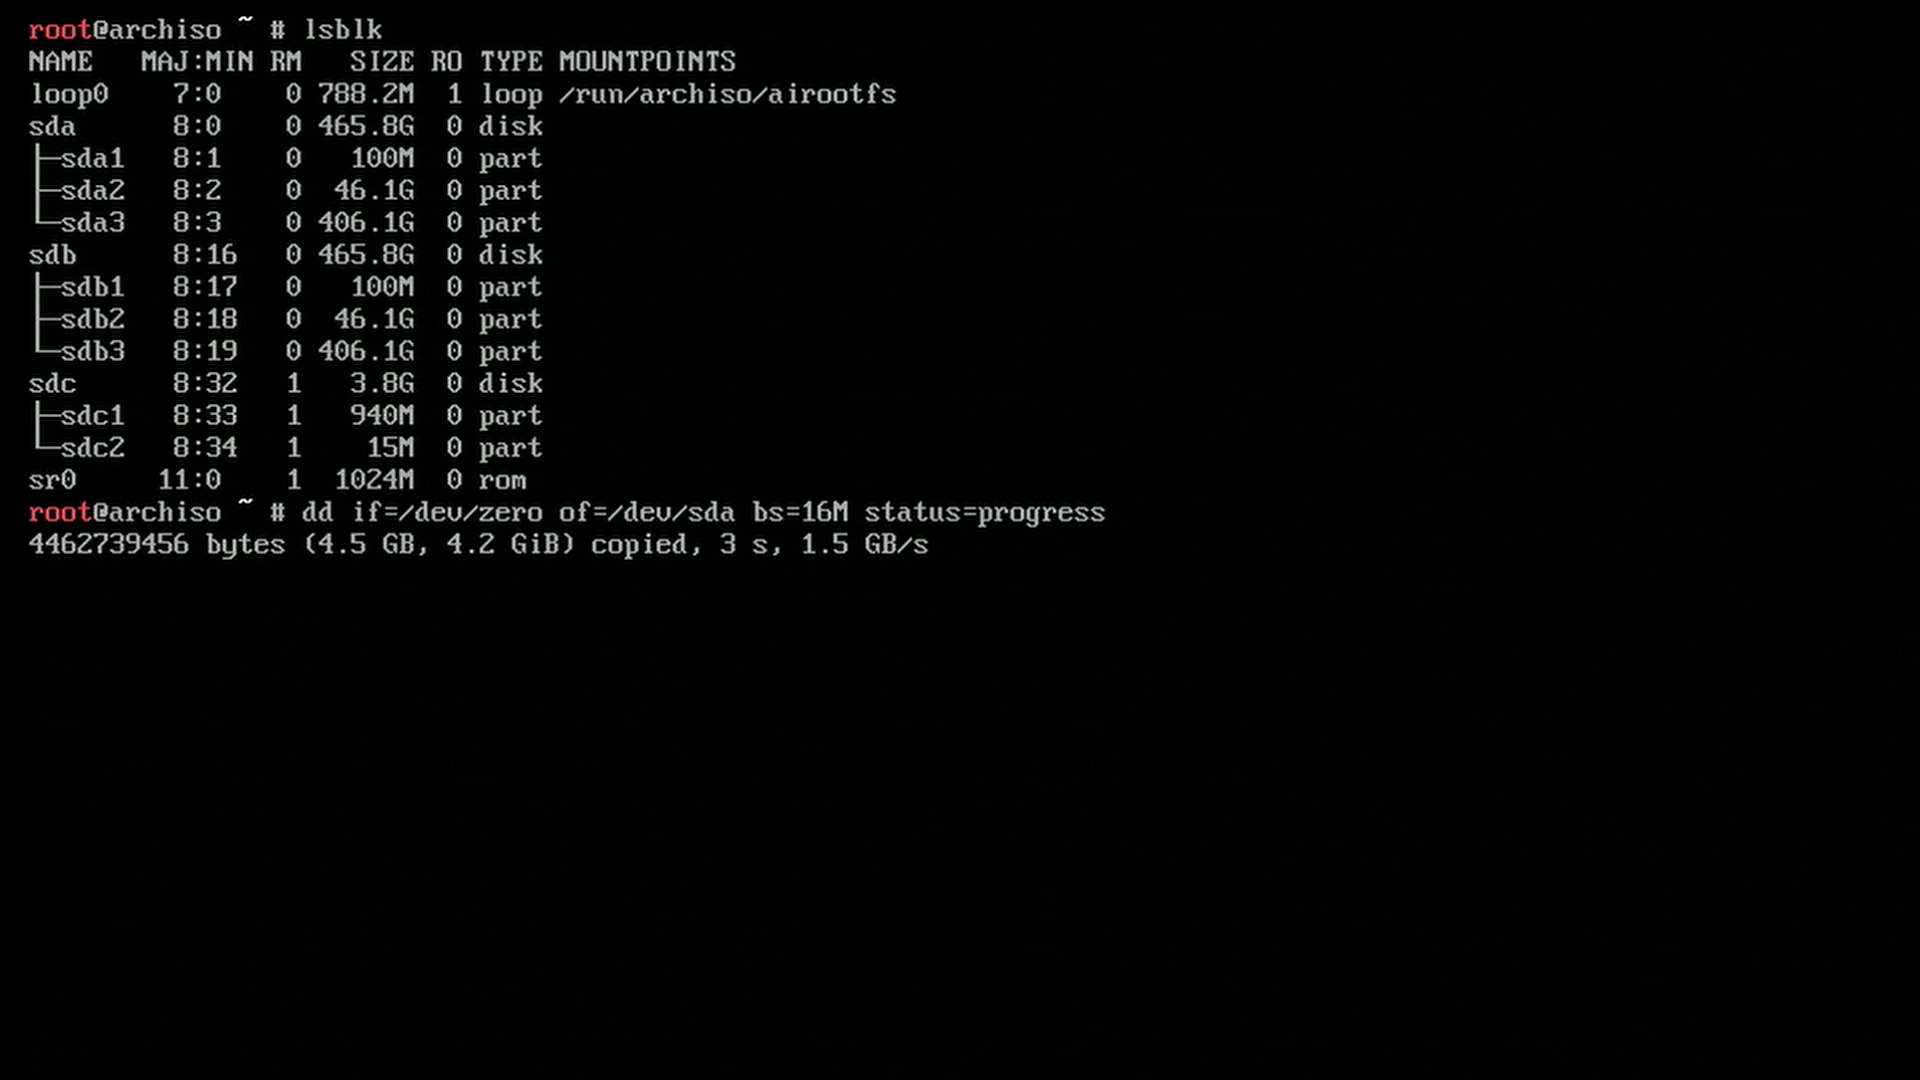 root@archiso ~ # lsblk
NAME   MAJ:MIN RM   SIZE RO TYPE MOUNTPOINTS
loop0    7:0    0 788.2M  1 loop /run/archiso/airootfs
sda      8:0    0 465.8G  0 disk
├─sda1   8:1    0   100M  0 part
├─sda2   8:2    0  46.1G  0 part
└─sda3   8:3    0 406.1G  0 part
sdb      8:16   0 465.8G  0 disk
├─sdb1   8:17   0   100M  0 part
├─sdb2   8:18   0  46.1G  0 part
└─sdb3   8:19   0 406.1G  0 part
sdc      8:32   1   3.8G  0 disk
├─sdc1   8:33   1   940M  0 part
└─sdc2   8:34   1    15M  0 part
sr0     11:0    1  1024M  0 rom
root@archiso ~ # dd if=/dev/zero of=/dev/sda bs=16M status=progress
4462739456 bytes (4.5 GB, 4.2 GiB) copied, 3 s, 1.5 GB/s